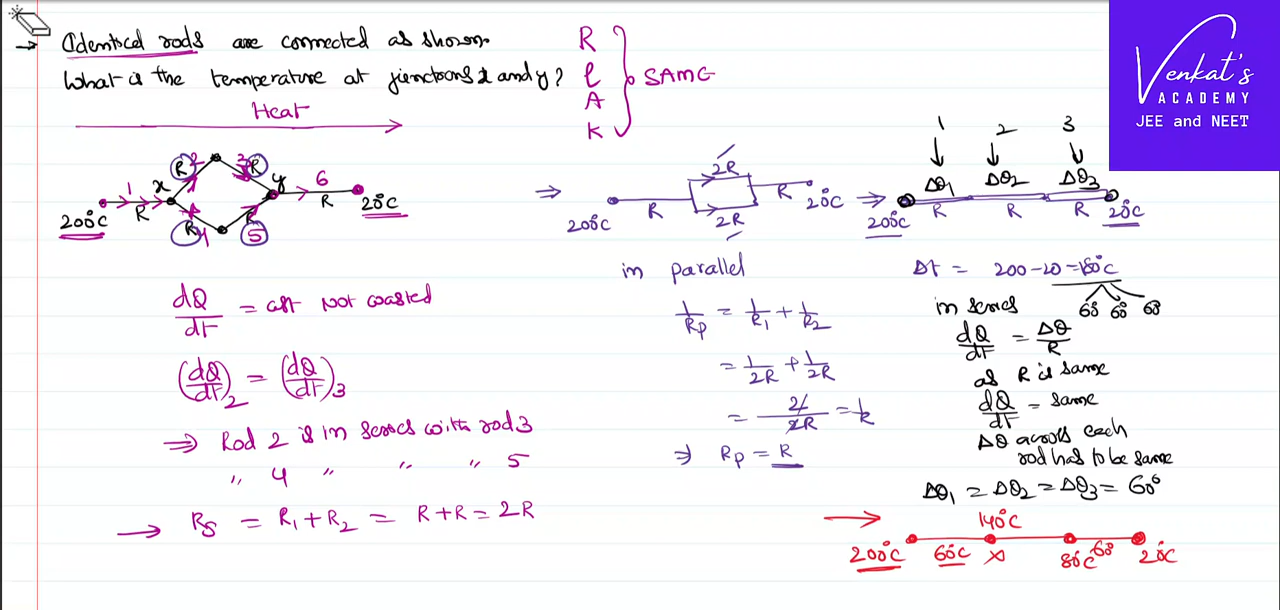 → Identical rods are connected as shown.
What is the temperature at junctions x and y?
R
l
A
K
SAME
Venkat's
ACADEMY
JEE and NEET
Heat
1 x R 2 3 R y 6
R R
200°C R 4 R 5 20°C
⇒
2R
R R
200°C 2R 20°C
⇒
1 2 3
Δθ1 Δθ2 Δθ3
R R R
200°C 20°C
dQ/dt = cst Not wasted
(dQ/dt)2 = (dQ/dt)3
⇒ Rod 2 is in series with rod 3
" 4 " " " 5
→ RS = R1 + R2 = R + R = 2R
in parallel
1/RP = 1/R1 + 1/R2
= 1/2R + 1/2R
= 2/2R = 1/R
⇒ RP = R
Δt = 200 - 20 = 180°C
60° 60° 60°
in series
dQ/dt = Δθ/R
as R is same
dQ/dt = same
Δθ across each
rod has to be same
Δθ1 = Δθ2 = Δθ3 = 60°
→ 140°C
200°C 60°C x 80°C 60° 20°C